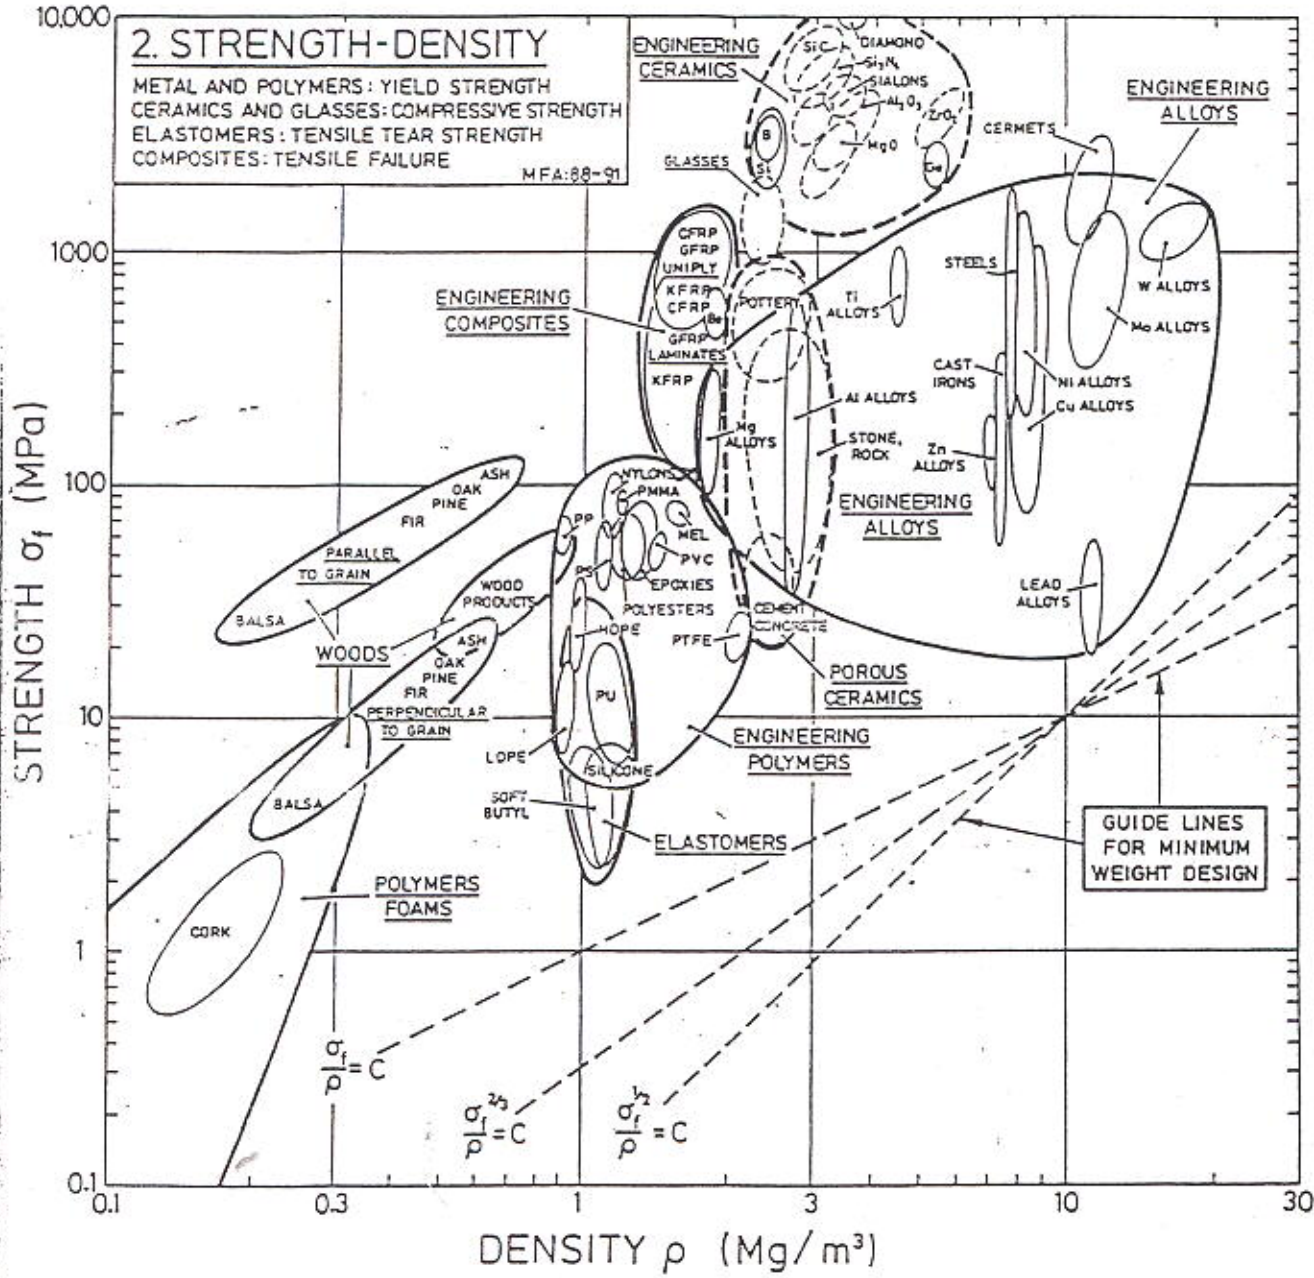 10,000
2. STRENGTH-DENSITY
METAL AND POLYMERS: YIELD STRENGTH
CERAMICS AND GLASSES: COMPRESSIVE STRENGTH
ELASTOMERS: TENSILE TEAR STRENGTH
COMPOSITES: TENSILE FAILURE
MFA:88-91
ENGINEERING
CERAMICS
SiC
DIAMOND
Si₃N₄
SIALONS
Al₂O₃
ZrO₂
B
MgO
Ge
Si
GLASSES
CERMETS
ENGINEERING
ALLOYS
1000
CFRP
GFRP
UNIPLY
KFRP
CFRP
Be
GFRP
LAMINATES
KFRP
ENGINEERING
COMPOSITES
POTTERY
Ti
ALLOYS
STEELS
W ALLOYS
Mo ALLOYS
CAST
IRONS
Ni ALLOYS
Cu ALLOYS
Al ALLOYS
Mg
ALLOYS
STONE,
ROCK
Zn
ALLOYS
ENGINEERING
ALLOYS
100
ASH
OAK
PINE
FIR
PARALLEL
TO GRAIN
BALSA
NYLONS
PMMA
PP
MEL
PVC
PS
EPOXIES
POLYESTERS
HDPE
PTFE
CEMENT
CONCRETE
LEAD
ALLOYS
WOOD
PRODUCTS
WOODS
ASH
OAK
PINE
FIR
PERPENDICULAR
TO GRAIN
BALSA
PU
POROUS
CERAMICS
10
LDPE
SILICONE
ENGINEERING
POLYMERS
SOFT
BUTYL
ELASTOMERS
GUIDE LINES
FOR MINIMUM
WEIGHT DESIGN
POLYMERS
FOAMS
CORK
1
σf/ρ = C
σf^2/3/ρ = C
σf^1/2/ρ = C
0.1
0.1
0.3
1
3
10
30
STRENGTH σf (MPa)
DENSITY ρ (Mg/m³)